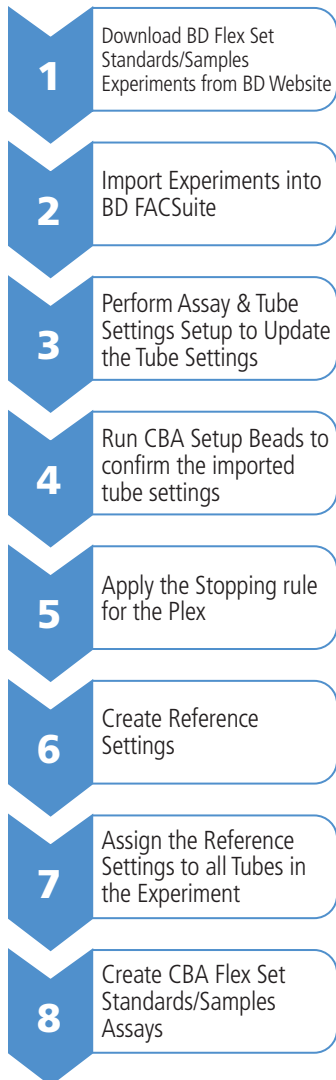 1
Download BD Flex Set
Standards/Samples
Experiments from BD Website
2
Import Experiments into
BD FACSuite
3
Perform Assay & Tube
Settings Setup to Update
the Tube Settings
4
Run CBA Setup Beads to
confirm the imported
tube settings
5
Apply the Stopping rule
for the Plex
6
Create Reference
Settings
7
Assign the Reference
Settings to all Tubes in
the Experiment
8
Create CBA Flex Set
Standards/Samples
Assays